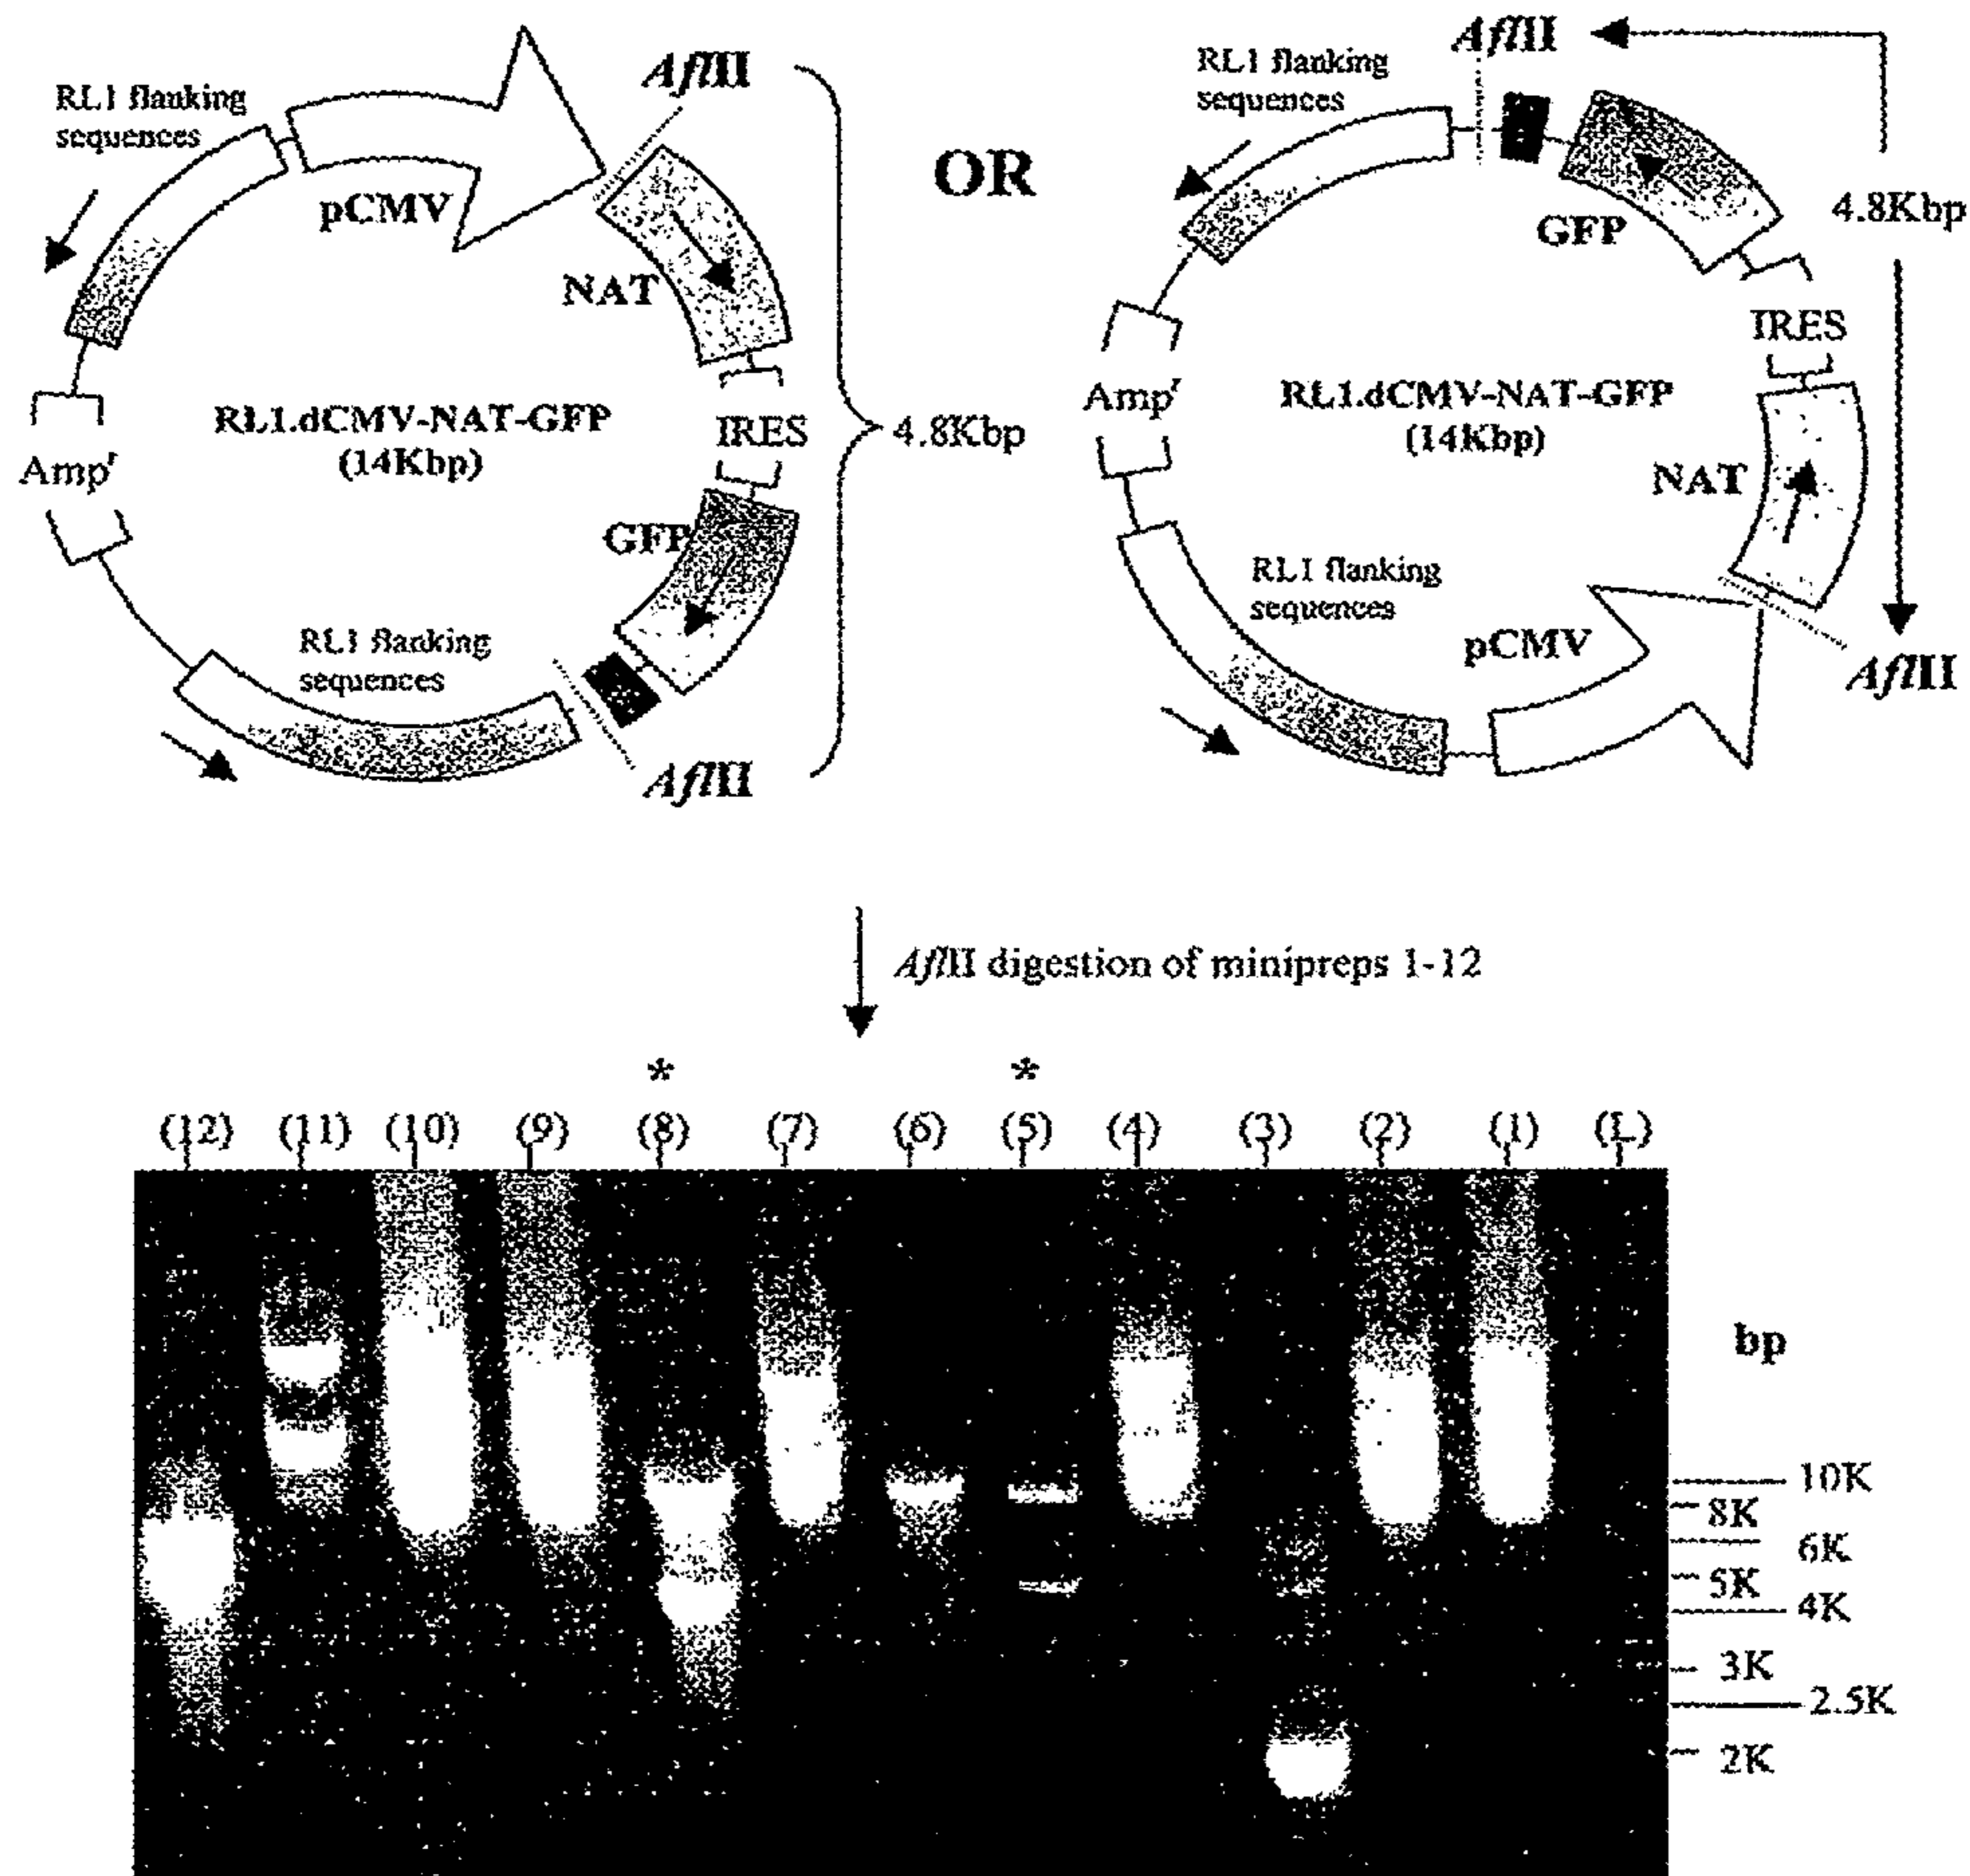 RL1 flanking
sequences
AflII
pCMV
NAT
RL1.dCMV-NAT-GFP
(14Kbp)
IRES
Ampʳ
GFP
RL1 flanking
sequences
AflII
4.8Kbp
OR
AflII
RL1 flanking
sequences
GFP
4.8Kbp
IRES
Ampʳ
RL1.dCMV-NAT-GFP
(14Kbp)
NAT
RL1 flanking
sequences
pCMV
AflII
AflII digestion of minipreps 1-12
* *
(12) (11) (10) (9) (8) (7) (6) (5) (4) (3) (2) (1) (L)
bp
10K
8K
6K
5K
4K
3K
2.5K
2K